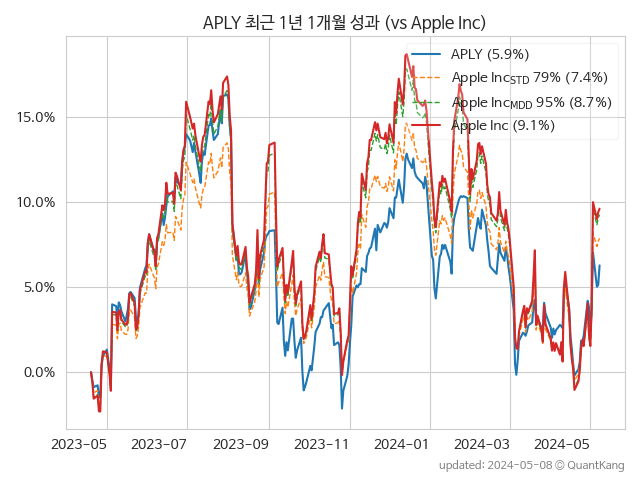 APLY 최근 1년 1개월 성과 (vs Apple Inc)
APLY (5.9%)
Apple IncSTD 79% (7.4%)
Apple IncMDD 95% (8.7%)
Apple Inc (9.1%)
15.0%
10.0%
5.0%
0.0%
2023-05 2023-07 2023-09 2023-11 2024-01 2024-03 2024-05
updated: 2024-05-08 © QuantKang